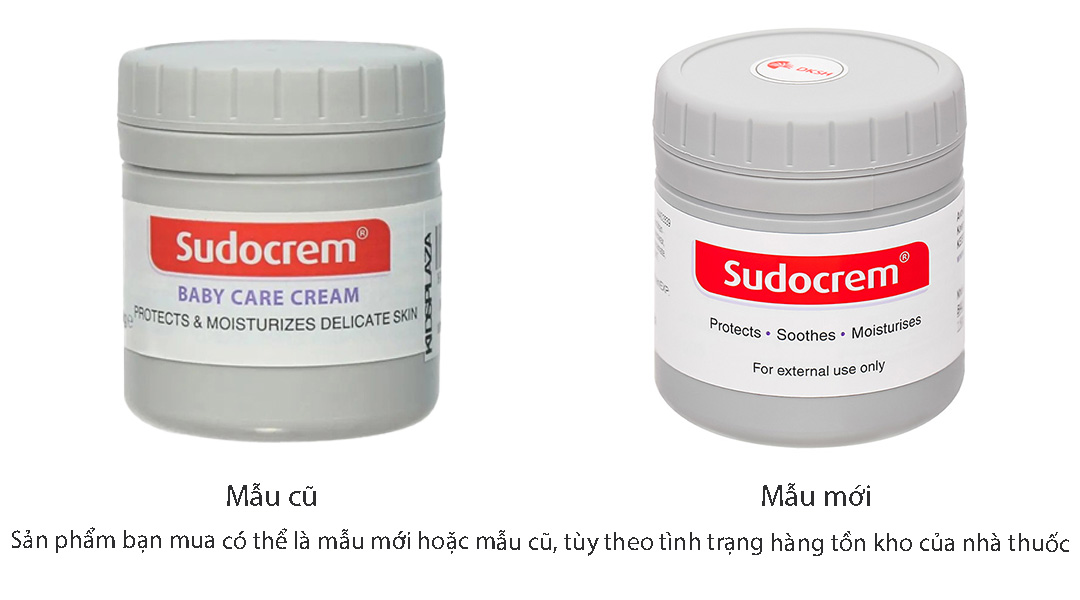 Sudocrem®
BABY CARE CREAM
PROTECTS & MOISTURIZES DELICATE SKIN
KIDSPLAZA
DKSH
Sudocrem®
Protects • Soothes • Moisturises
For external use only
Mẫu cũ
Mẫu mới
Sản phẩm bạn mua có thể là mẫu mới hoặc mẫu cũ, tùy theo tình trạng hàng tồn kho của nhà thuốc